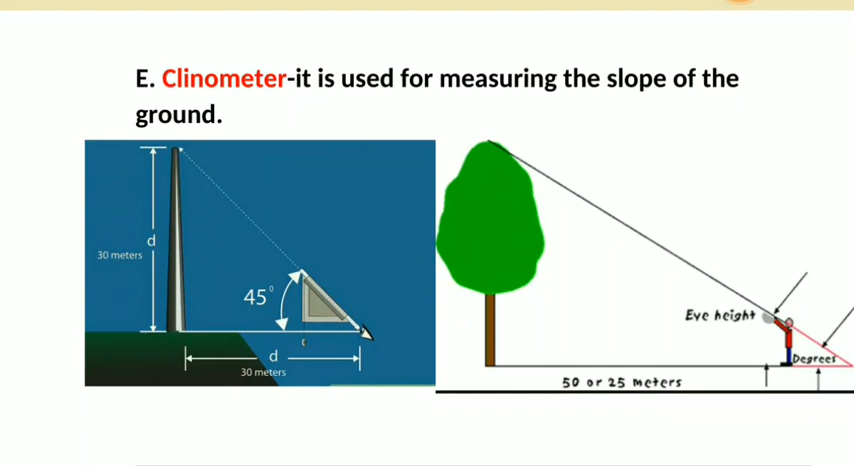 E. Clinometer-it is used for measuring the slope of the
ground.
d
30 meters
45°
d
30 meters
Eye height
Degrees
50 or 25 meters